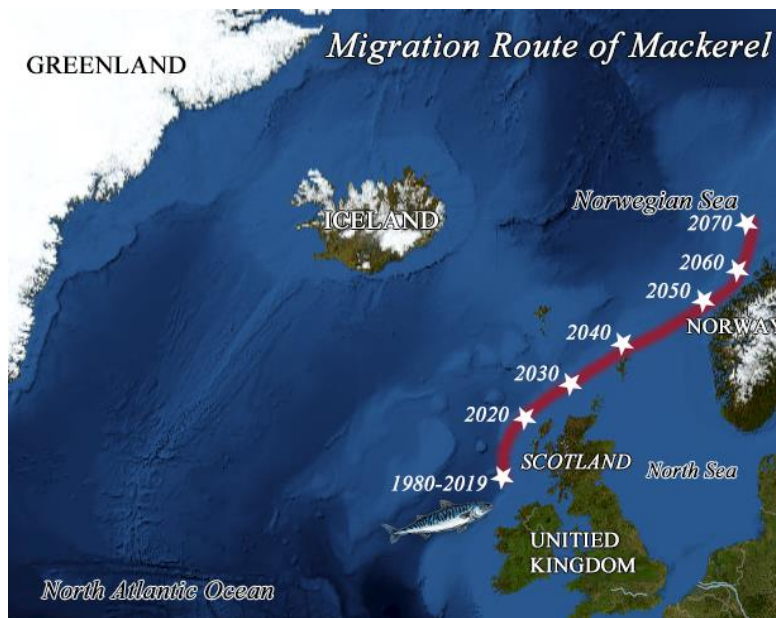 Migration Route of Mackerel
GREENLAND
Norwegian Sea
ICELAND
2070
2060
2050
NORWA
2040
2030
2020
SCOTLAND
North Sea
1980-2019
UNITIED
KINGDOM
North Atlantic Ocean